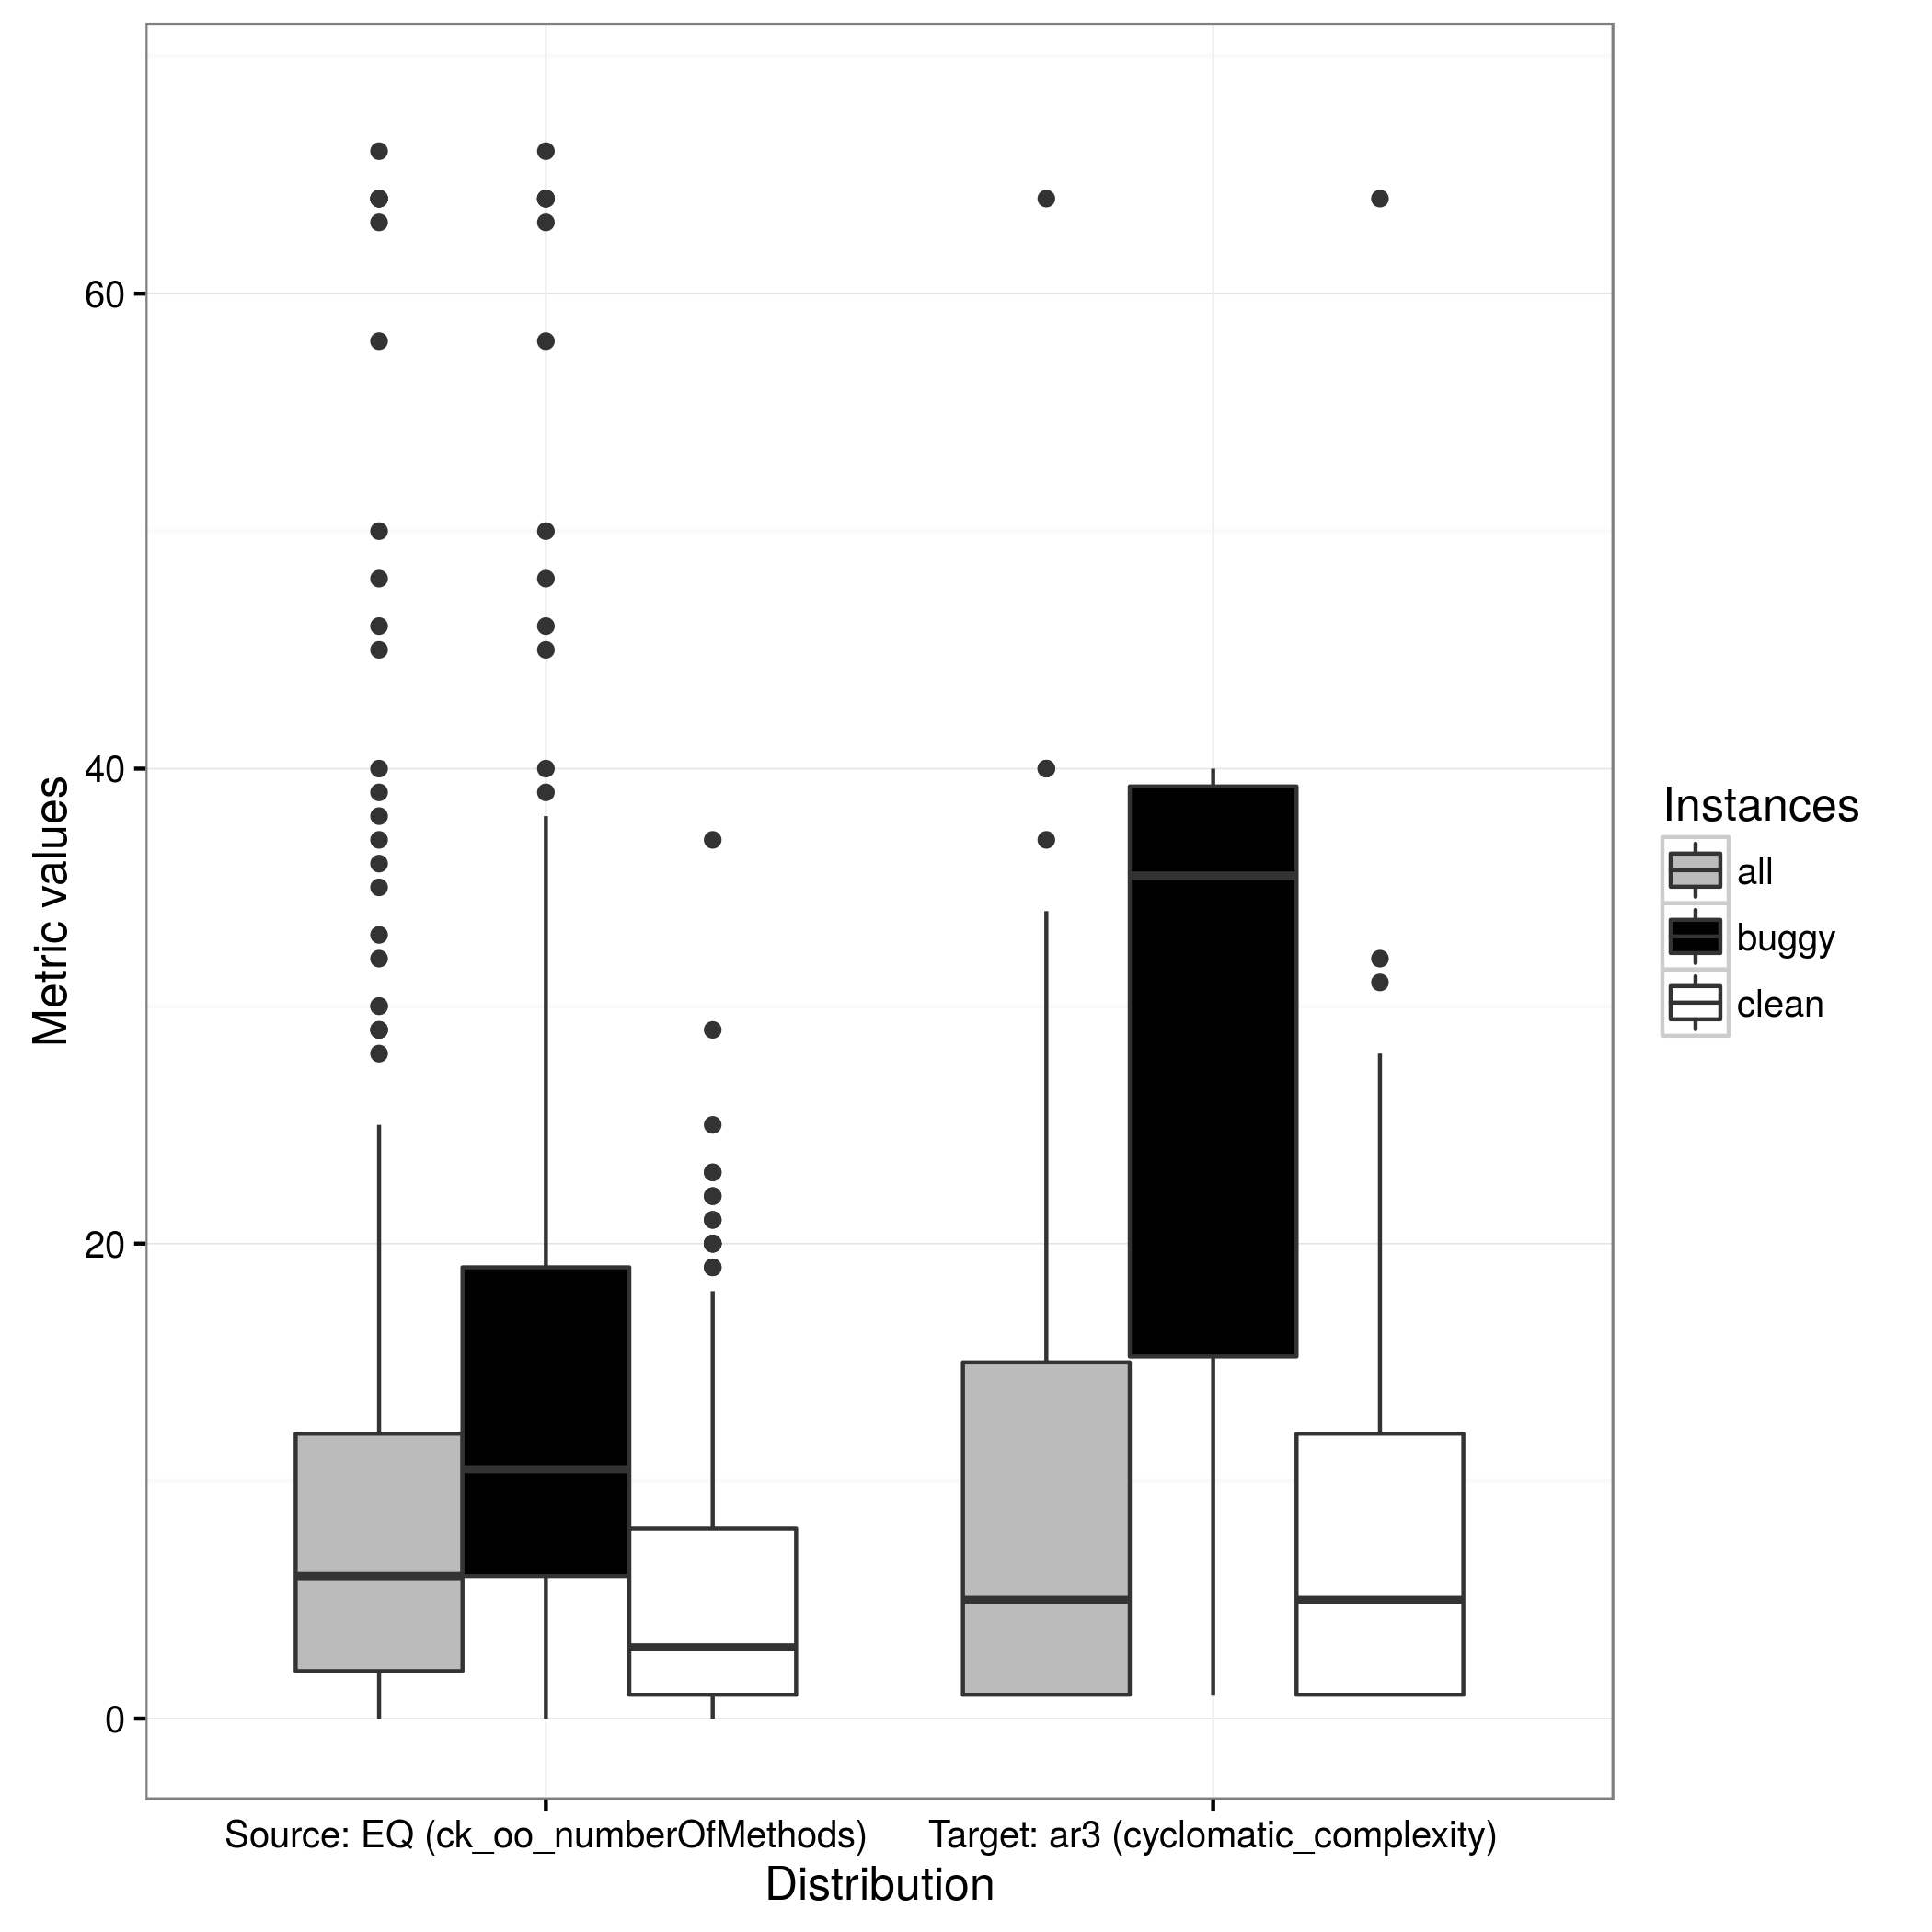 60
40
20
0
Metric values
Source: EQ (ck_oo_numberOfMethods)
Target: ar3 (cyclomatic_complexity)
Distribution
Instances
all
buggy
clean